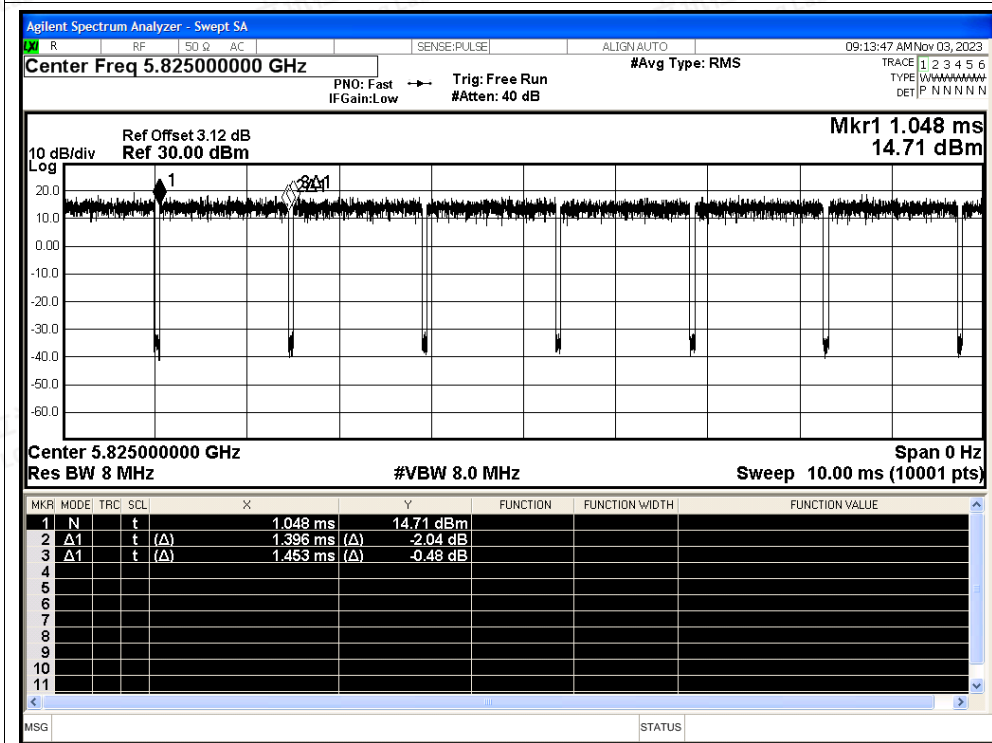 Agilent Spectrum Analyzer - Swept SA
LXI R RF 50 Ω AC SENSE:PULSE ALIGN AUTO 09:13:47 AM Nov 03, 2023
Center Freq 5.825000000 GHz #Avg Type: RMS TRACE 1 2 3 4 5 6
PNO: Fast Trig: Free Run TYPE WWWWWW
IFGain:Low #Atten: 40 dB DET P N N N N N
Mkr1 1.048 ms
14.71 dBm
Ref Offset 3.12 dB
10 dB/div Ref 30.00 dBm
Log
20.0
10.0
0.00
-10.0
-20.0
-30.0
-40.0
-50.0
-60.0
1
Center 5.825000000 GHz Span 0 Hz
Res BW 8 MHz #VBW 8.0 MHz Sweep 10.00 ms (10001 pts)
MKR MODE TRC SCL X Y FUNCTION FUNCTION WIDTH FUNCTION VALUE
1 N t 1.048 ms 14.71 dBm
2 Δ1 t (Δ) 1.396 ms (Δ) -2.04 dB
3 Δ1 t (Δ) 1.453 ms (Δ) -0.48 dB
4
5
6
7
8
9
10
11
MSG STATUS